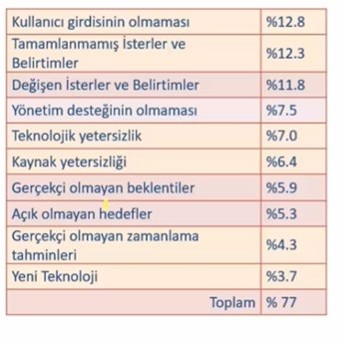 Kullanıcı girdisinin olmaması %12.8
Tamamlanmamış İsterler ve
Belirtimler %12.3
Değişen İsterler ve Belirtimler %11.8
Yönetim desteğinin olmaması %7.5
Teknolojik yetersizlik %7.0
Kaynak yetersizliği %6.4
Gerçekçi olmayan beklentiler %5.9
Açık olmayan hedefler %5.3
Gerçekçi olmayan zamanlama
tahminleri %4.3
Yeni Teknoloji %3.7
Toplam % 77